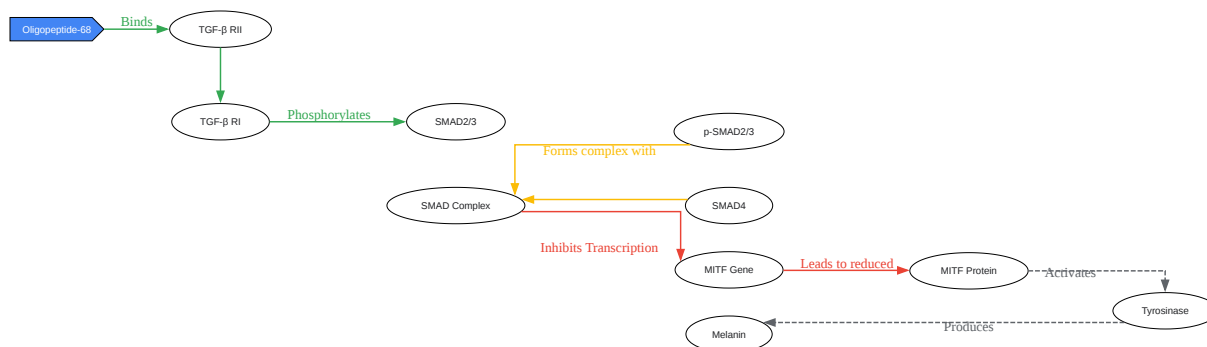 Oligopeptide-68
Binds
TGF-β RII
TGF-β RI
Phosphorylates
SMAD2/3
p-SMAD2/3
Forms complex with
SMAD Complex
SMAD4
Inhibits Transcription
MITF Gene
Leads to reduced
MITF Protein
Activates
Tyrosinase
Produces
Melanin